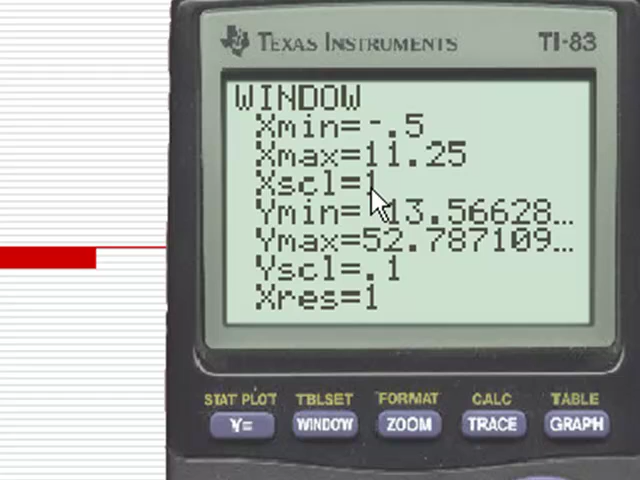 TEXAS INSTRUMENTS TI-83
WINDOW
Xmin=-.5
Xmax=11.25
Xscl=1
Ymin=-13.56628…
Ymax=52.787109…
Yscl=.1
Xres=1
STAT PLOT TBLSET FORMAT CALC TABLE
Y= WINDOW ZOOM TRACE GRAPH